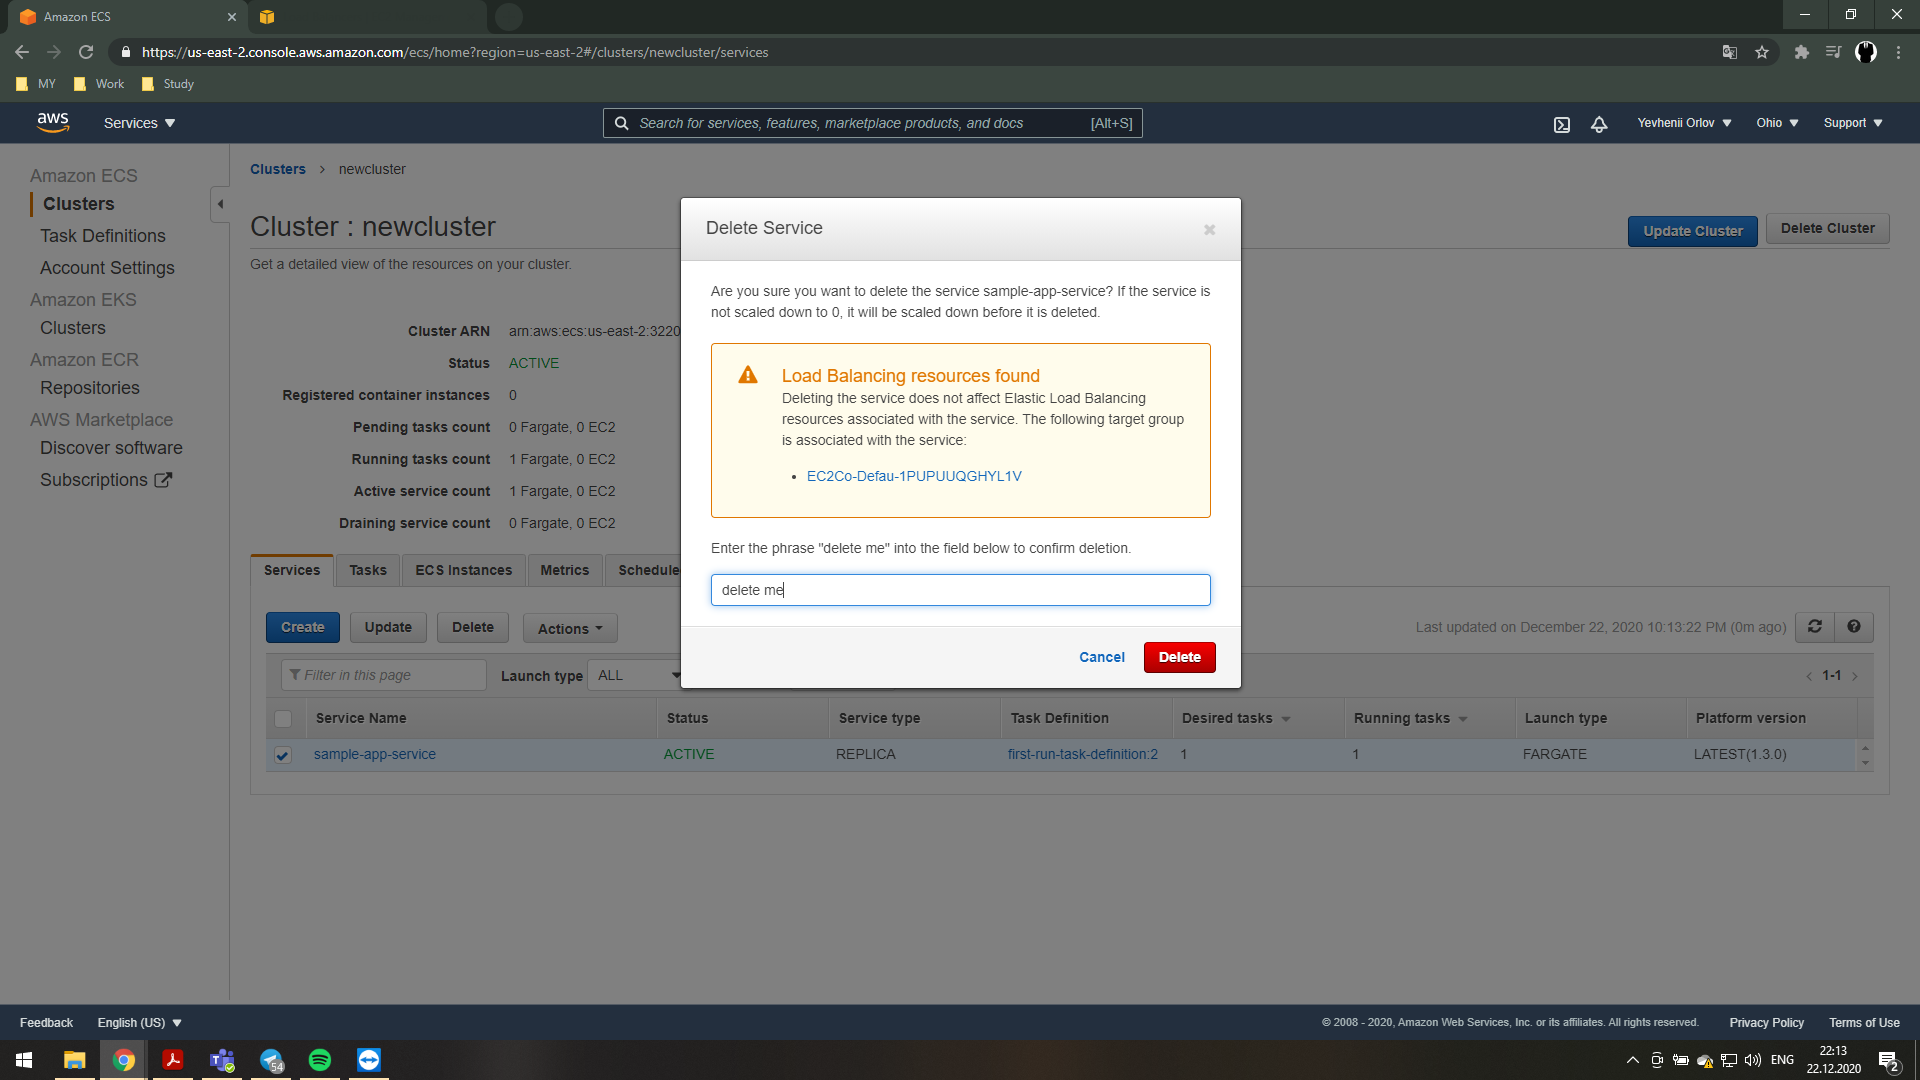 Amazon ECS
https://us-east-2.console.aws.amazon.com/ecs/home?region=us-east-2#/clusters/newcluster/services
MY Work Study
aws Services Search for services, features, marketplace products, and docs [Alt+S] Yevhenii Orlov Ohio Support
Amazon ECS
Clusters
Task Definitions
Account Settings
Amazon EKS
Clusters
Amazon ECR
Repositories
AWS Marketplace
Discover software
Subscriptions
Clusters > newcluster
Cluster : newcluster
Update Cluster Delete Cluster
Get a detailed view of the resources on your cluster.
Cluster ARN arn:aws:ecs:us-east-2:3220
Status ACTIVE
Registered container instances 0
Pending tasks count 0 Fargate, 0 EC2
Running tasks count 1 Fargate, 0 EC2
Active service count 1 Fargate, 0 EC2
Draining service count 0 Fargate, 0 EC2
Delete Service
Are you sure you want to delete the service sample-app-service? If the service is
not scaled down to 0, it will be scaled down before it is deleted.
Load Balancing resources found
Deleting the service does not affect Elastic Load Balancing
resources associated with the service. The following target group
is associated with the service:
• EC2Co-Defau-1PUPUUQGHYL1V
Enter the phrase "delete me" into the field below to confirm deletion.
delete me
Cancel Delete
Services Tasks ECS Instances Metrics Schedule
Create Update Delete Actions
Last updated on December 22, 2020 10:13:22 PM (0m ago)
Filter in this page Launch type ALL
< 1-1 >
Service Name Status Service type Task Definition Desired tasks Running tasks Launch type Platform version
sample-app-service ACTIVE REPLICA first-run-task-definition:2 1 1 FARGATE LATEST(1.3.0)
Feedback English (US)
© 2008 - 2020, Amazon Web Services, Inc. or its affiliates. All rights reserved. Privacy Policy Terms of Use
54
ENG
22:13
22.12.2020
2